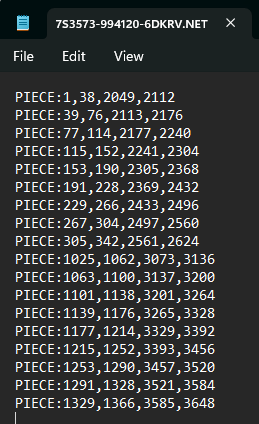 7S3573-994120-6DKRV.NET
File Edit View
PIECE:1,38,2049,2112
PIECE:39,76,2113,2176
PIECE:77,114,2177,2240
PIECE:115,152,2241,2304
PIECE:153,190,2305,2368
PIECE:191,228,2369,2432
PIECE:229,266,2433,2496
PIECE:267,304,2497,2560
PIECE:305,342,2561,2624
PIECE:1025,1062,3073,3136
PIECE:1063,1100,3137,3200
PIECE:1101,1138,3201,3264
PIECE:1139,1176,3265,3328
PIECE:1177,1214,3329,3392
PIECE:1215,1252,3393,3456
PIECE:1253,1290,3457,3520
PIECE:1291,1328,3521,3584
PIECE:1329,1366,3585,3648